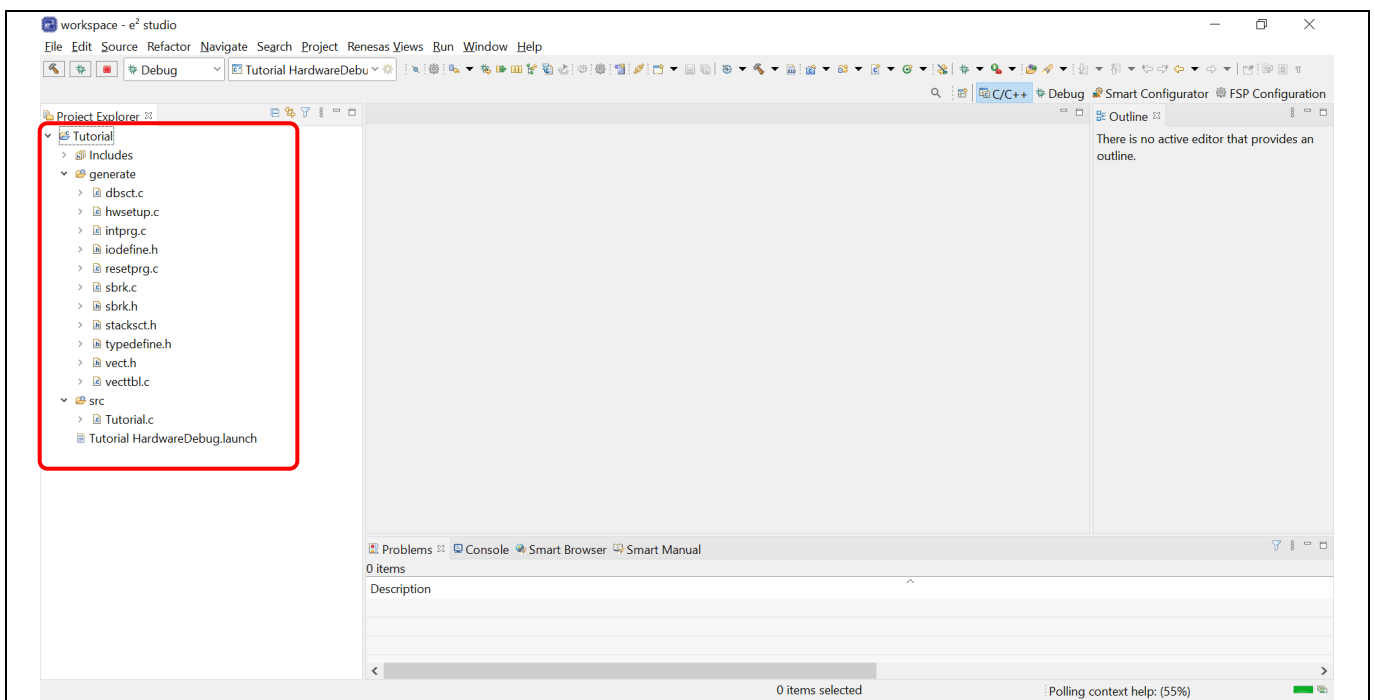 workspace - e² studio
File Edit Source Refactor Navigate Search Project Renesas Views Run Window Help
Debug Tutorial HardwareDebu
C/C++ Debug Smart Configurator FSP Configuration
Project Explorer
Outline
Tutorial
There is no active editor that provides an
outline.
Includes
generate
dbsct.c
hwsetup.c
intprg.c
iodefine.h
resetprg.c
sbrk.c
sbrk.h
stacksct.h
typedefine.h
vect.h
vecttbl.c
src
Tutorial.c
Tutorial HardwareDebug.launch
Problems Console Smart Browser Smart Manual
0 items
Description
0 items selected
Polling context help: (55%)